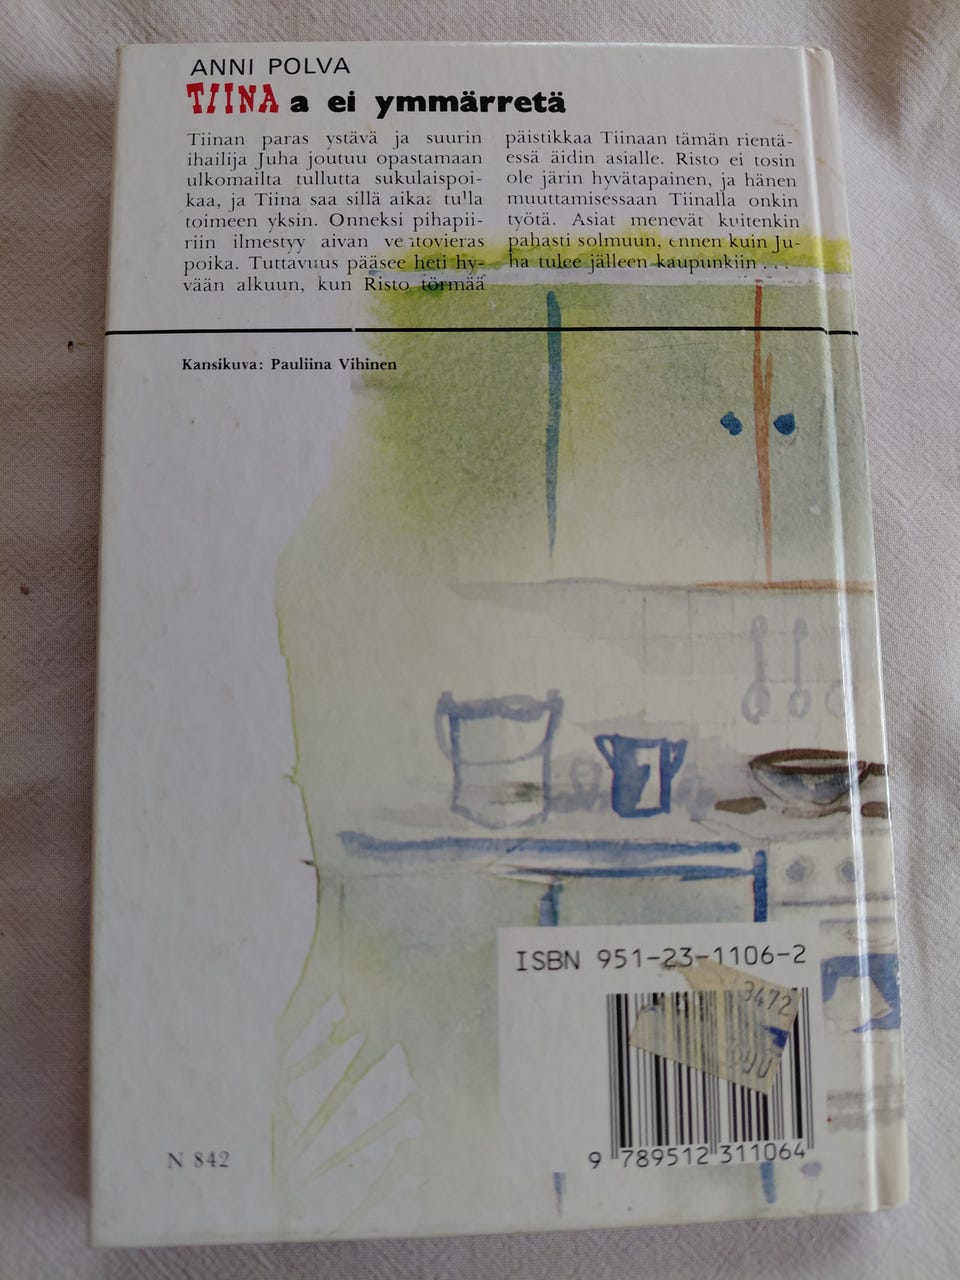 ANNI POLVA
TIINA a ei ymmärretä
Tiinan paras ystävä ja suurin
ihailija Juha joutuu opastamaan
ulkomailta tullutta sukulaispoi-
kaa, ja Tiina saa sillä aikaa tulla
toimeen yksin. Onneksi pihapii-
riin ilmestyy aivan ventovieras
poika. Tuttavuus pääsee heti hy-
vään alkuun, kun Risto törmää
päistikkaa Tiinaan tämän rientä-
essä äidin asialle. Risto ei tosin
ole järin hyvätapainen, ja hänen
muuttamisessaan Tiinalla onkin
työtä. Asiat menevät kuitenkin
pahasti solmuun, ennen kuin Ju-
ha tulee jälleen kaupunkiin . . .
Kansikuva: Pauliina Vihinen
ISBN 951-23-1106-2
3472
9 789512 311064
N 842